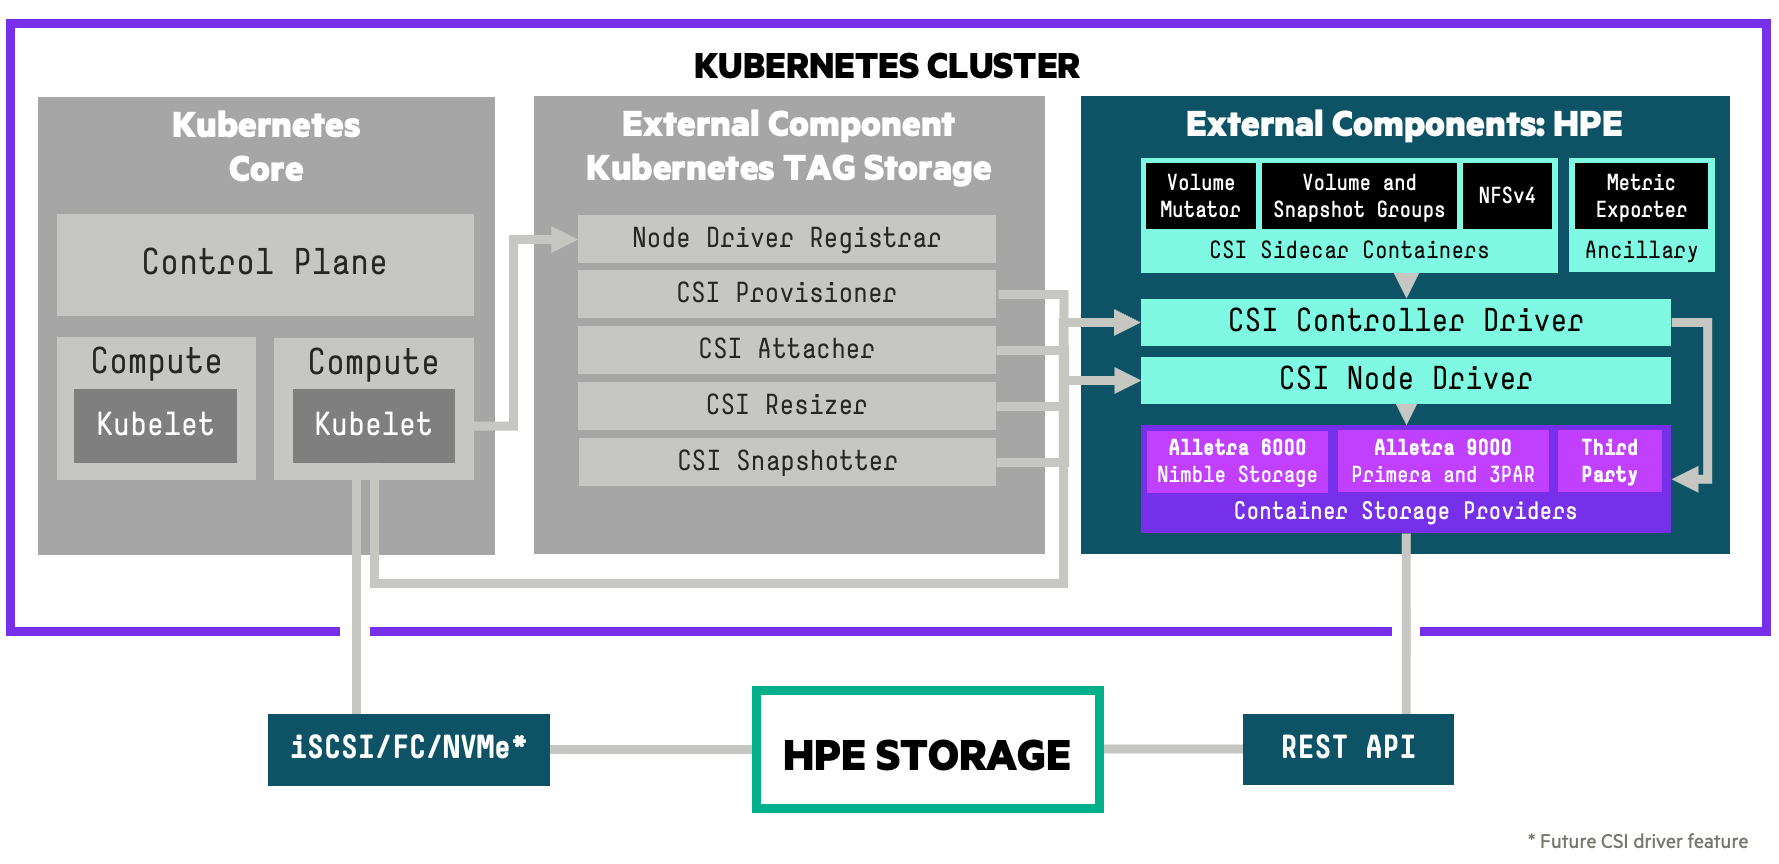 KUBERNETES CLUSTER
Kubernetes
Core
Control Plane
Compute
Kubelet
Compute
Kubelet
External Component
Kubernetes TAG Storage
Node Driver Registrar
CSI Provisioner
CSI Attacher
CSI Resizer
CSI Snapshotter
External Components: HPE
Volume
Mutator
Volume and
Snapshot Groups
NFSv4
CSI Sidecar Containers
Metric
Exporter
Ancillary
CSI Controller Driver
CSI Node Driver
Alletra 6000
Nimble Storage
Alletra 9000
Primera and 3PAR
Third
Party
Container Storage Providers
iSCSI/FC/NVMe*
HPE STORAGE
REST API
* Future CSI driver feature